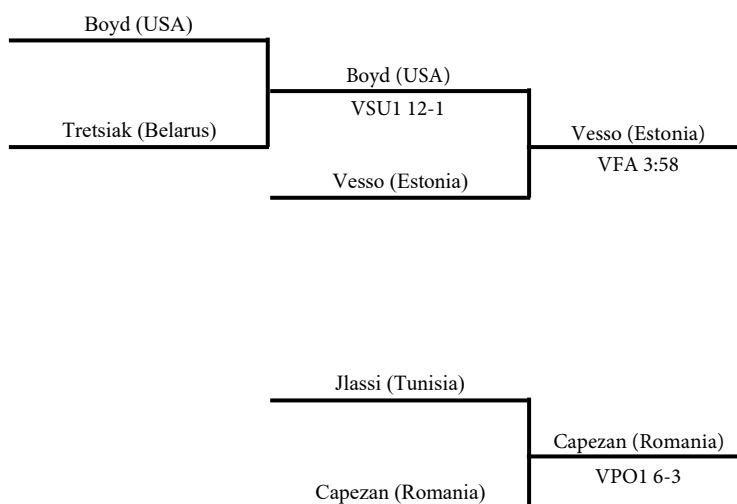 Boyd (USA)
Tretsiak (Belarus)
Boyd (USA)
VSU1 12-1
Vesso (Estonia)
Vesso (Estonia)
VFA 3:58
Jlassi (Tunisia)
Capezan (Romania)
Capezan (Romania)
VPO1 6-3